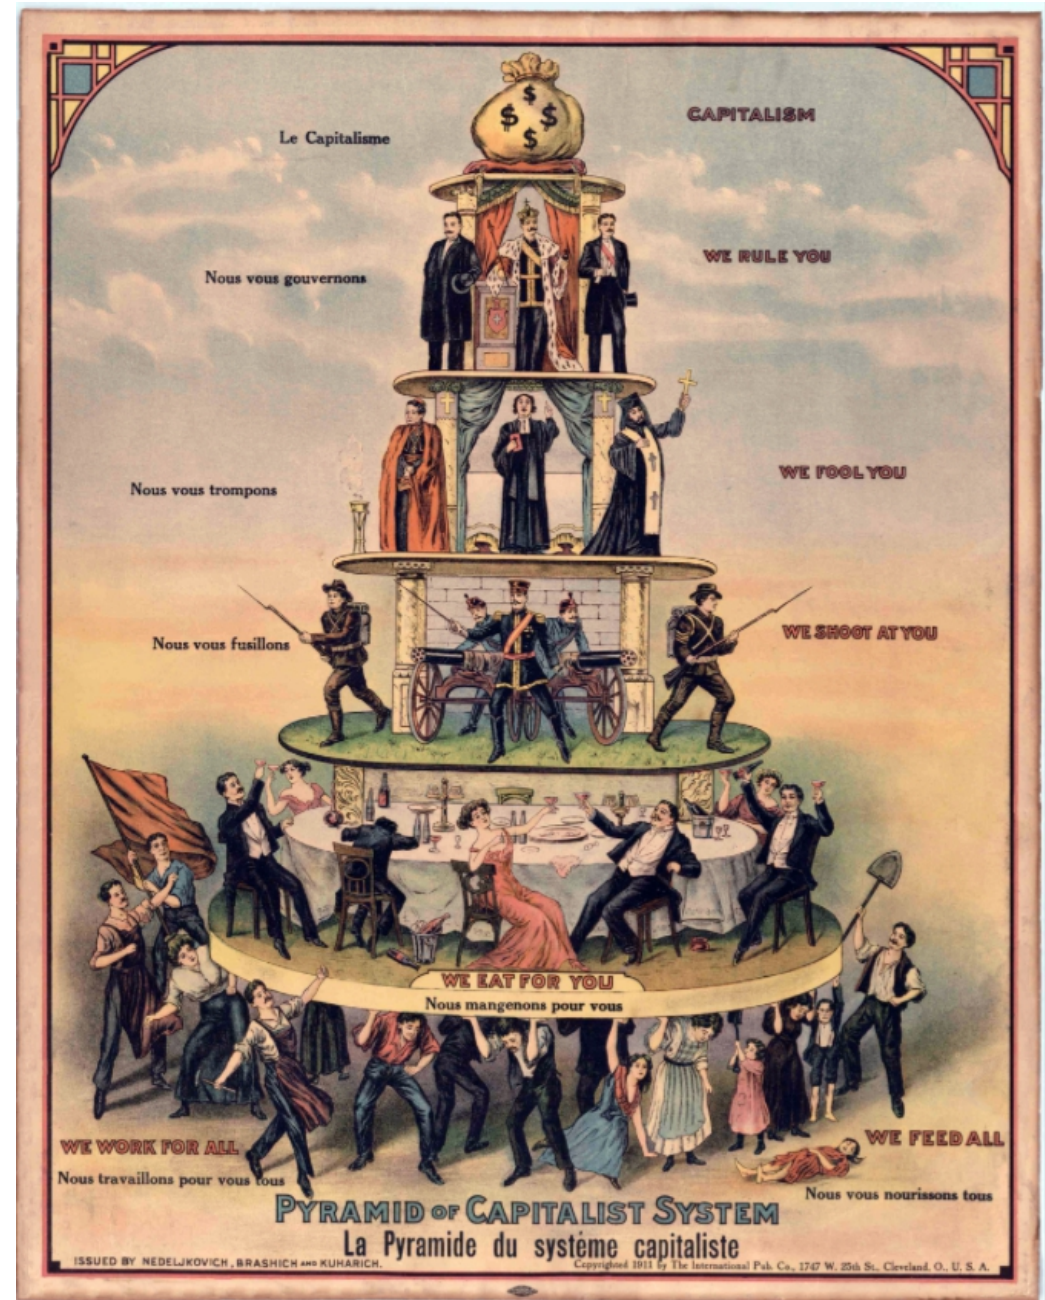 $ $ $ $
CAPITALISM
Le Capitalisme
WE RULE YOU
Nous vous gouvernons
WE FOOL YOU
Nous vous trompons
WE SHOOT AT YOU
Nous vous fusillons
WE EAT FOR YOU
Nous mangenons pour vous
WE WORK FOR ALL
WE FEED ALL
Nous travaillons pour vous tous
Nous vous nourissons tous
PYRAMID OF CAPITALIST SYSTEM
La Pyramide du système capitaliste
ISSUED BY NEDELJKOVICH, BRASHICH AND KUHARICH.
Copyrighted 1911 by The International Pub. Co., 1747 W. 25th St., Cleveland, O., U. S. A.